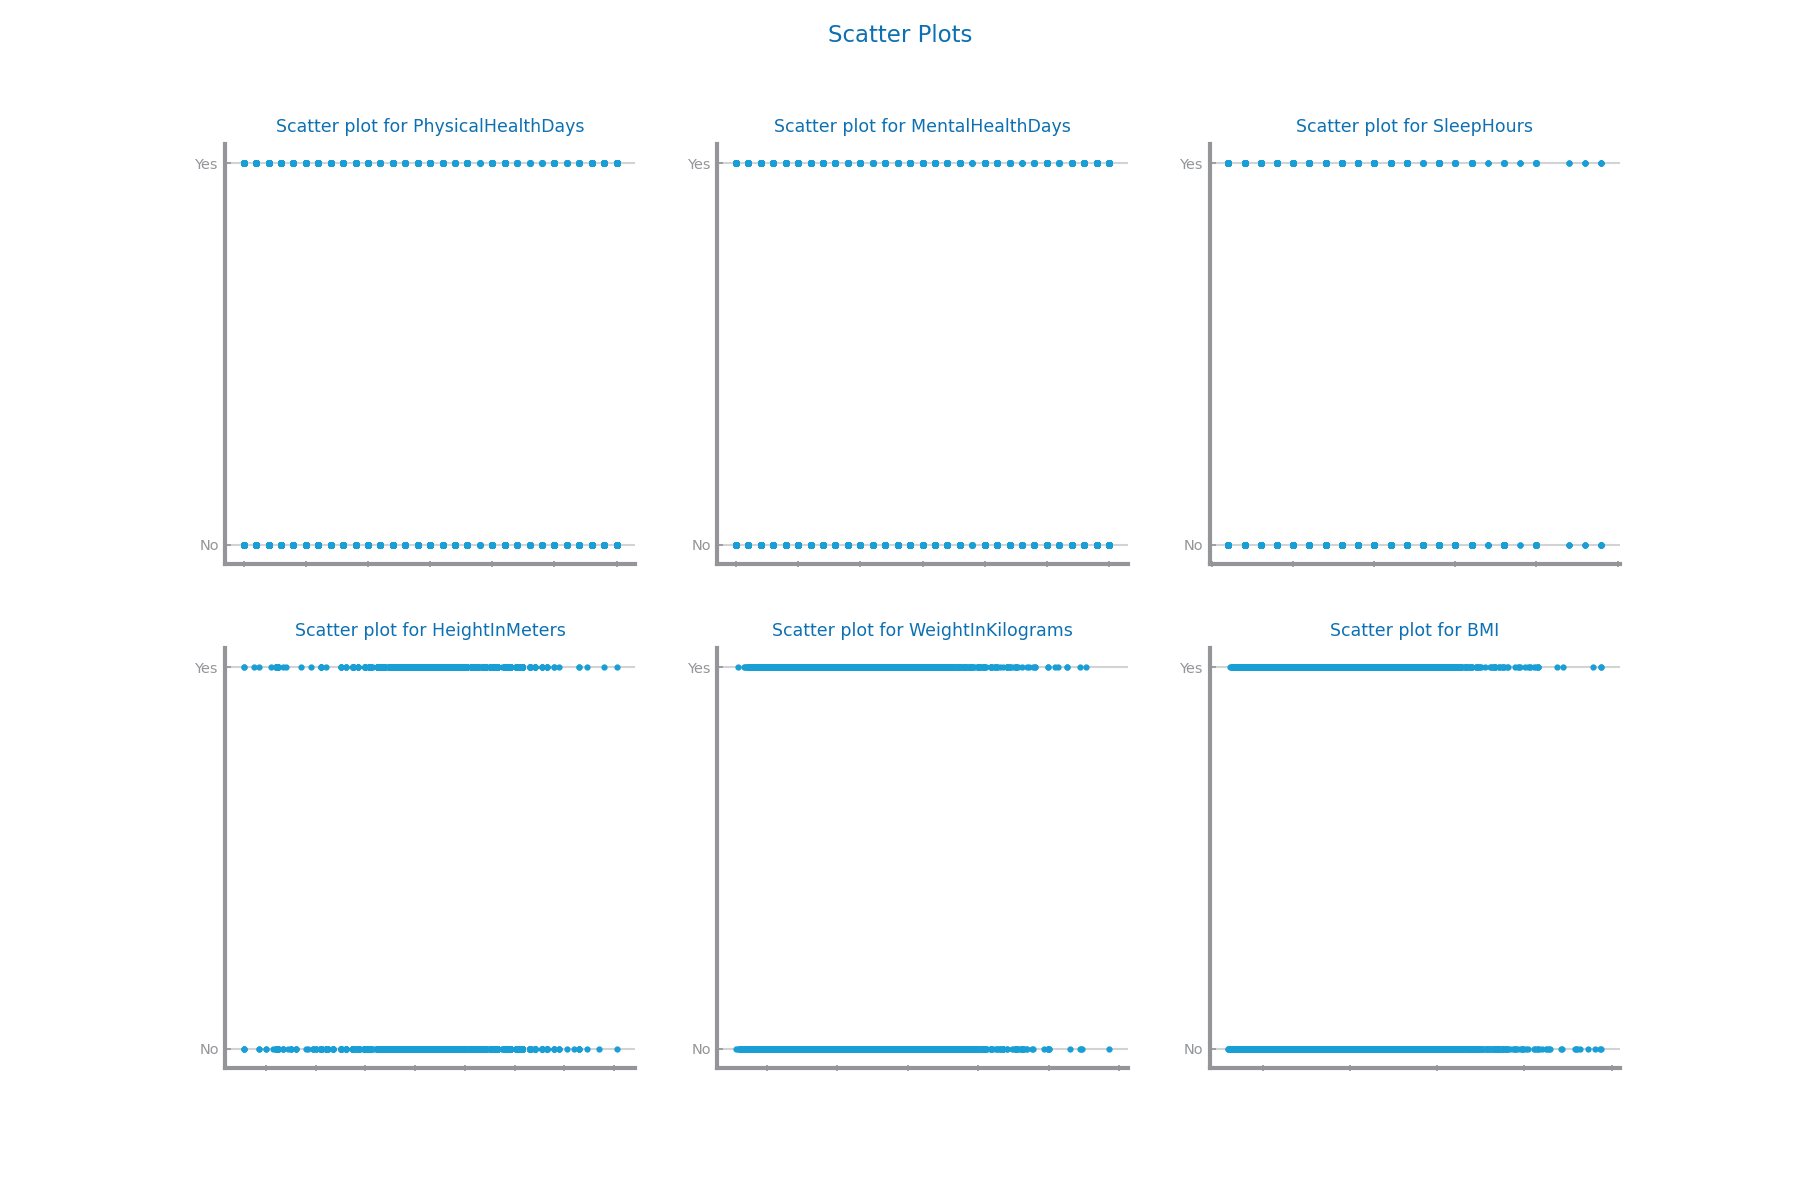 Scatter Plots
Scatter plot for PhysicalHealthDays
Scatter plot for MentalHealthDays
Scatter plot for SleepHours
Yes
Yes
Yes
No
No
No
Scatter plot for HeightInMeters
Scatter plot for WeightInKilograms
Scatter plot for BMI
Yes
Yes
Yes
No
No
No